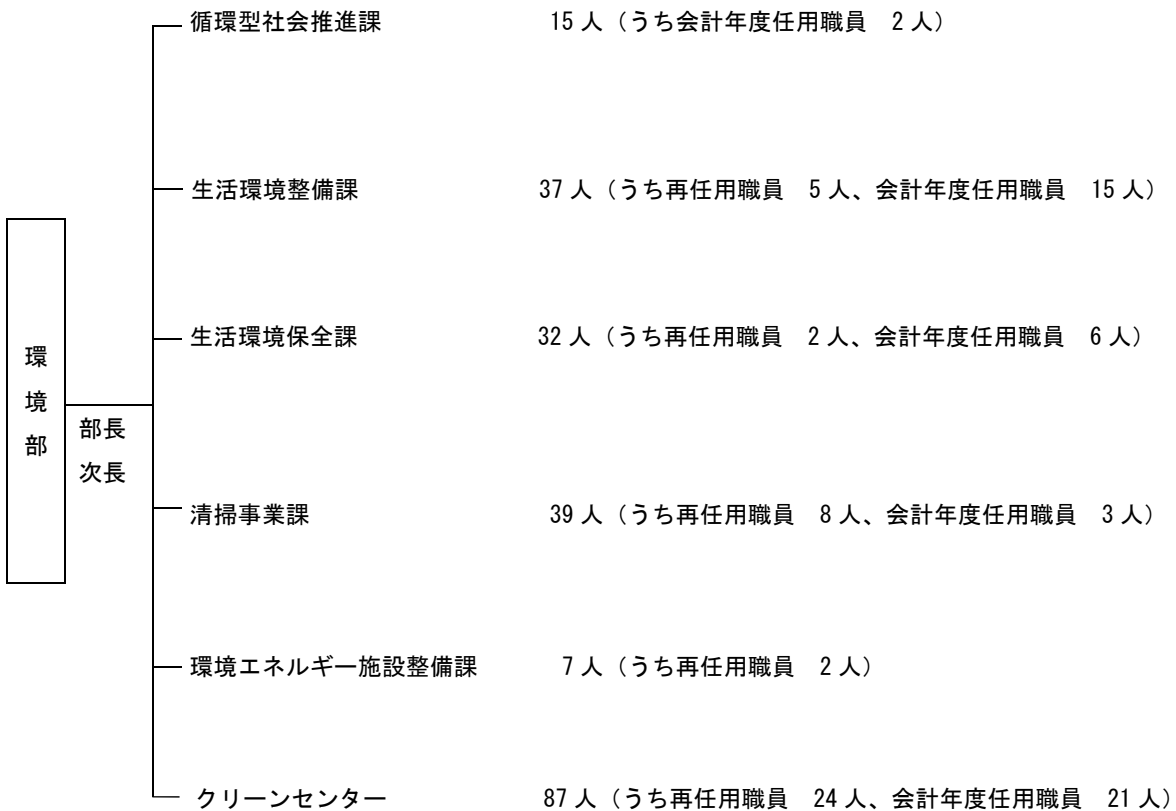 循環型社会推進課 15人（うち会計年度任用職員 2人）
生活環境整備課 37人（うち再任用職員 5人、会計年度任用職員 15人）
生活環境保全課 32人（うち再任用職員 2人、会計年度任用職員 6人）
環境部
部長
次長
清掃事業課 39人（うち再任用職員 8人、会計年度任用職員 3人）
環境エネルギー施設整備課 7人（うち再任用職員 2人）
クリーンセンター 87人（うち再任用職員 24人、会計年度任用職員 21人）